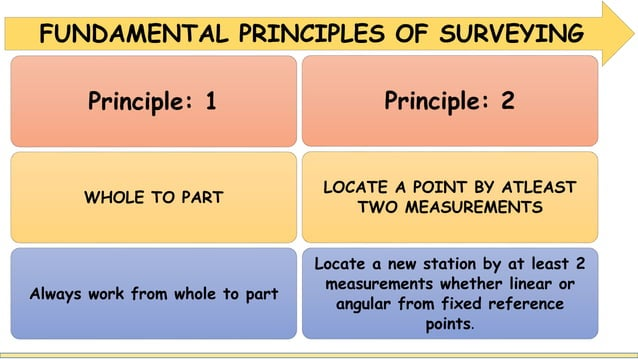 FUNDAMENTAL PRINCIPLES OF SURVEYING
Principle: 1
WHOLE TO PART
Always work from whole to part
Principle: 2
LOCATE A POINT BY ATLEAST
TWO MEASUREMENTS
Locate a new station by at least 2
measurements whether linear or
angular from fixed reference
points.